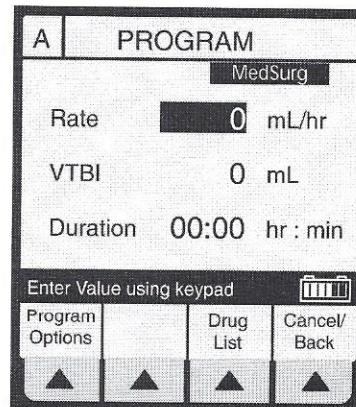 A PROGRAM
MedSurg
Rate 0 mL/hr
VTBI 0 mL
Duration 00:00 hr : min
Enter Value using keypad
Program Options
Drug List
Cancel/ Back